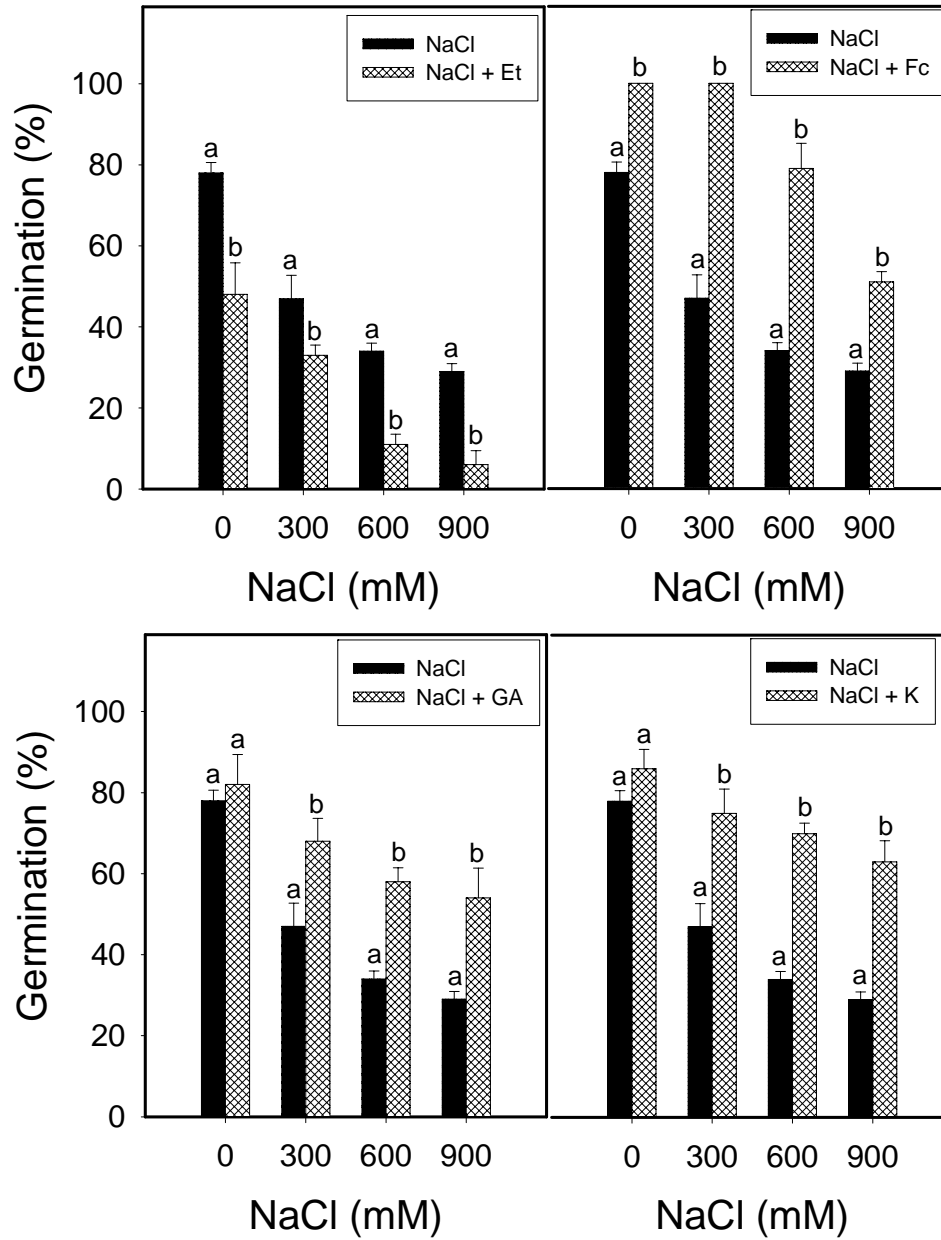 NaCl
NaCl + Et
NaCl
NaCl + Fc
Germination (%)
100
80
60
40
20
0
a
b
a
b
a
b
a
b
a
b
a
b
a
b
a
b
0 300 600 900
0 300 600 900
NaCl (mM)
NaCl (mM)
NaCl
NaCl + GA
NaCl
NaCl + K
Germination (%)
100
80
60
40
20
0
a
a
a
b
a
b
a
b
a
a
a
b
a
b
a
b
0 300 600 900
0 300 600 900
NaCl (mM)
NaCl (mM)